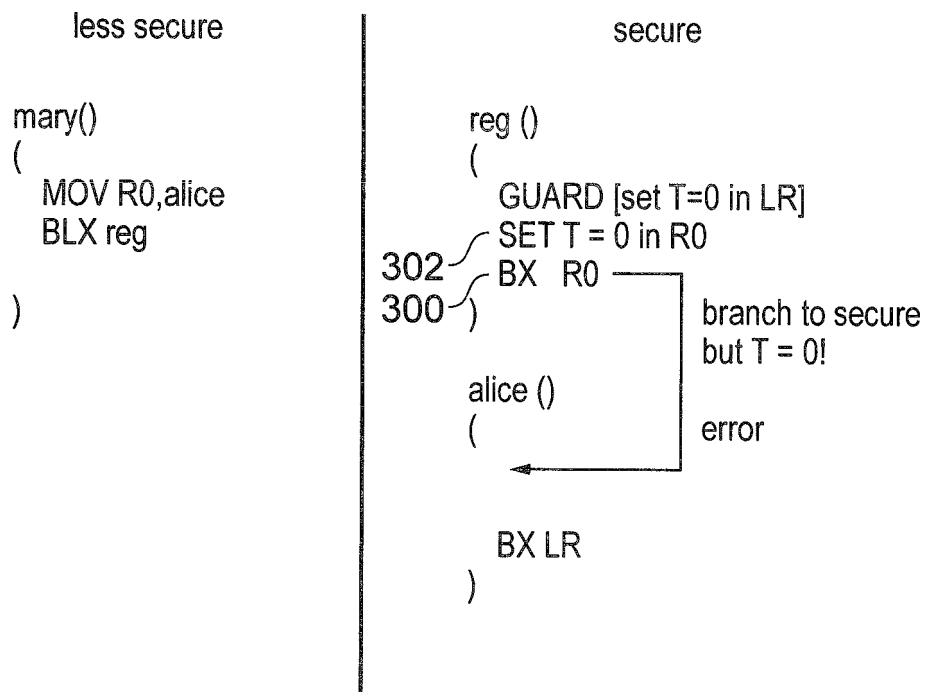 less secure
mary()
(
MOV R0,alice
BLX reg
)
secure
reg ()
(
GUARD [set T=0 in LR]
302 SET T = 0 in R0
300 BX R0
)
branch to secure
but T = 0!
error
alice ()
(
BX LR
)